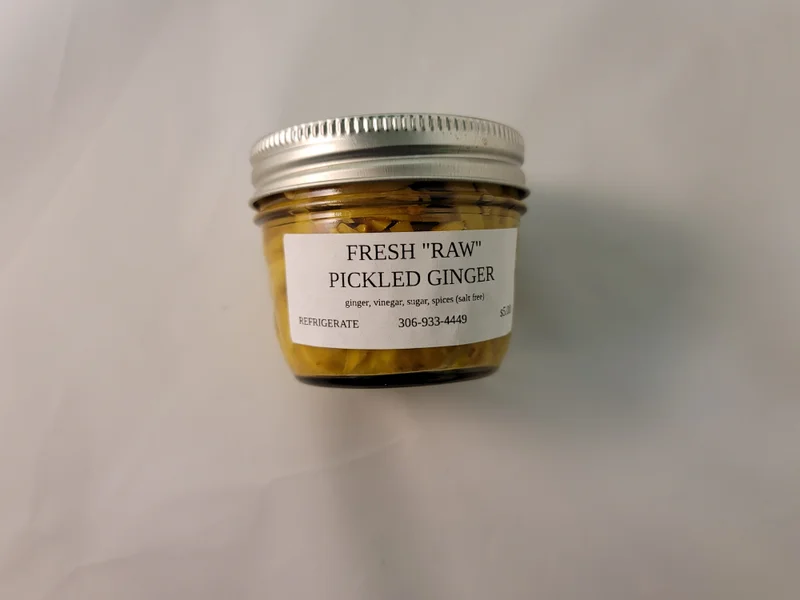 FRESH "RAW"
PICKLED GINGER
ginger, vinegar, sugar, spices (salt free)
REFRIGERATE 306-933-4449